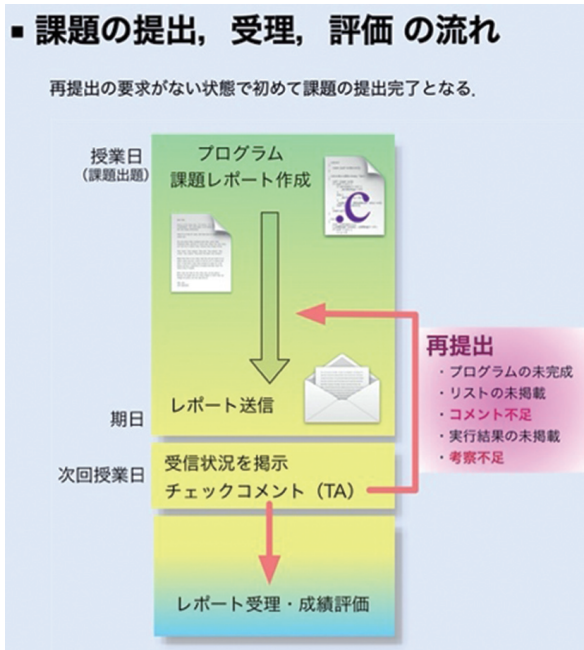 ▪ 課題の提出，受理，評価 の流れ
再提出の要求がない状態で初めて課題の提出完了となる．
授業日
（課題出題）
プログラム
課題レポート作成
.c
レポート送信
期日
再提出
・プログラムの未完成
・リストの未掲載
・コメント不足
・実行結果の未掲載
・考察不足
次回授業日
受信状況を掲示
チェックコメント（TA）
レポート受理・成績評価